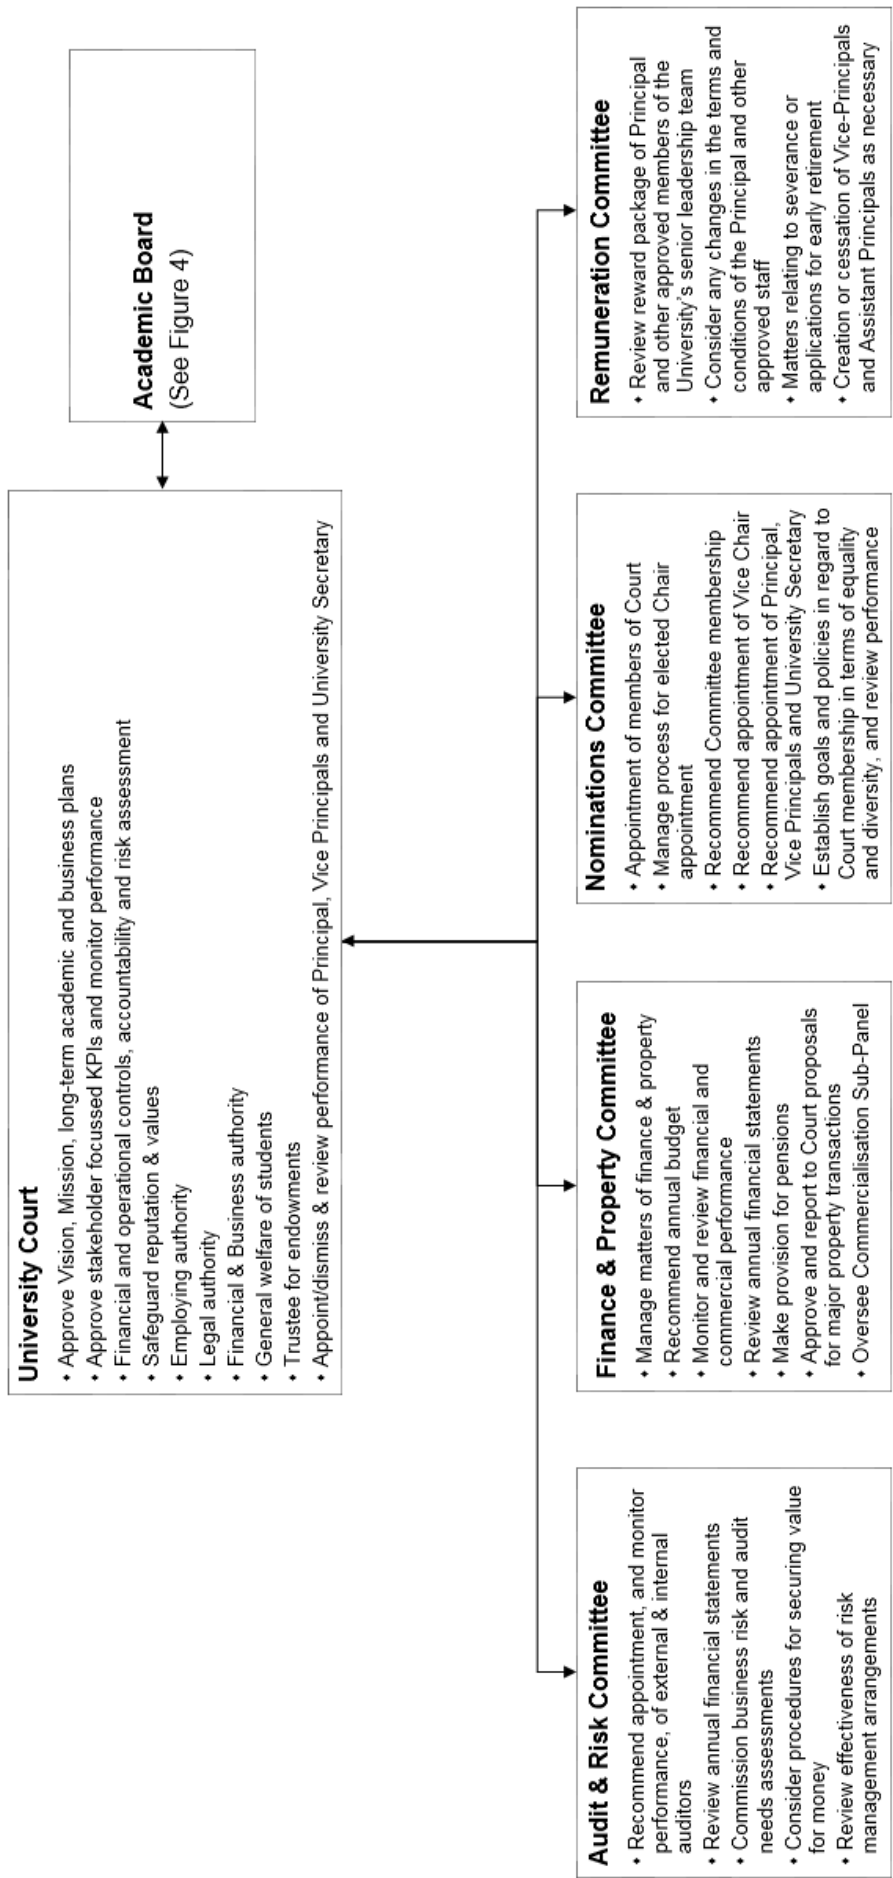 University Court
• Approve Vision, Mission, long-term academic and business plans
• Approve stakeholder focussed KPIs and monitor performance
• Financial and operational controls, accountability and risk assessment
• Safeguard reputation & values
• Employing authority
• Legal authority
• Financial & Business authority
• General welfare of students
• Trustee for endowments
• Appoint/dismiss & review performance of Principal, Vice Principals and University Secretary
Academic Board
(See Figure 4)
Audit & Risk Committee
• Recommend appointment, and monitor
performance, of external & internal
auditors
• Review annual financial statements
• Commission business risk and audit
needs assessments
• Consider procedures for securing value
for money
• Review effectiveness of risk
management arrangements
Finance & Property Committee
• Manage matters of finance & property
• Recommend annual budget
• Monitor and review financial and
commercial performance
• Review annual financial statements
• Make provision for pensions
• Approve and report to Court proposals
for major property transactions
• Oversee Commercialisation Sub-Panel
Nominations Committee
• Appointment of members of Court
• Manage process for elected Chair
appointment
• Recommend Committee membership
• Recommend appointment of Vice Chair
• Recommend appointment of Principal,
Vice Principals and University Secretary
• Establish goals and policies in regard to
Court membership in terms of equality
and diversity, and review performance
Remuneration Committee
• Review reward package of Principal
and other approved members of the
University's senior leadership team
• Consider any changes in the terms and
conditions of the Principal and other
approved staff
• Matters relating to severance or
applications for early retirement
• Creation or cessation of Vice-Principals
and Assistant Principals as necessary